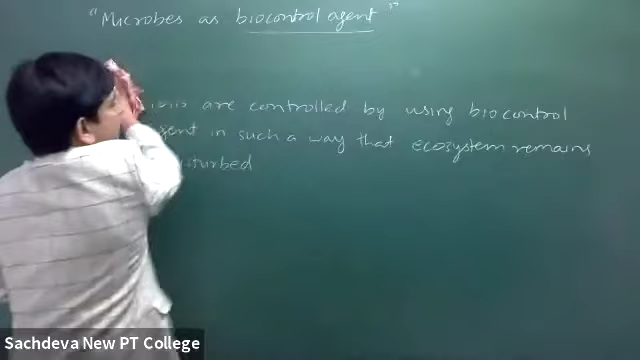 "Microbes as biocontrol agent"
are controlled by using biocontrol
agent in such a way that ecosystem remains
Sachdeva New PT College